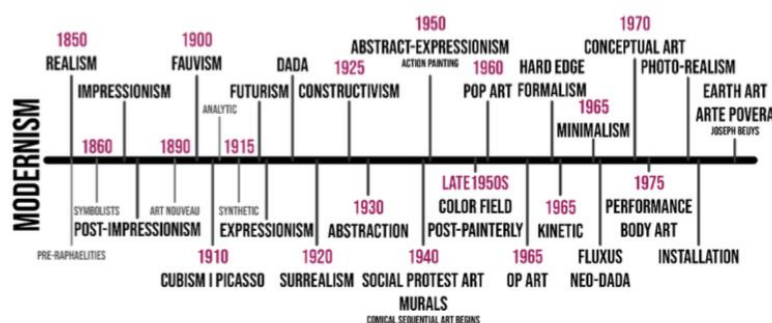 MODERNISM
1850
REALISM
IMPRESSIONISM
1900
FAUVISM
ANALYTIC
FUTURISM
DADA
1925
CONSTRUCTIVISM
1950
ABSTRACT-EXPRESSIONISM
ACTION PAINTING
1960
POP ART
HARD EDGE
FORMALISM
1965
MINIMALISM
1970
CONCEPTUAL ART
PHOTO-REALISM
EARTH ART
ARTE POVERA
JOSEPH BEUYS
1860
1890
1915
PRE-RAPHAELITIES
SYMBOLISTS
POST-IMPRESSIONISM
ART NOUVEAU
1910
CUBISM I PICASSO
SYNTHETIC
EXPRESSIONISM
1920
SURREALISM
1930
ABSTRACTION
1940
SOCIAL PROTEST ART
MURALS
COMICAL SEQUENTIAL ART BEGINS
LATE 1950S
COLOR FIELD
POST-PAINTERLY
1965
OP ART
1965
KINETIC
FLUXUS
NEO-DADA
1975
PERFORMANCE
BODY ART
INSTALLATION